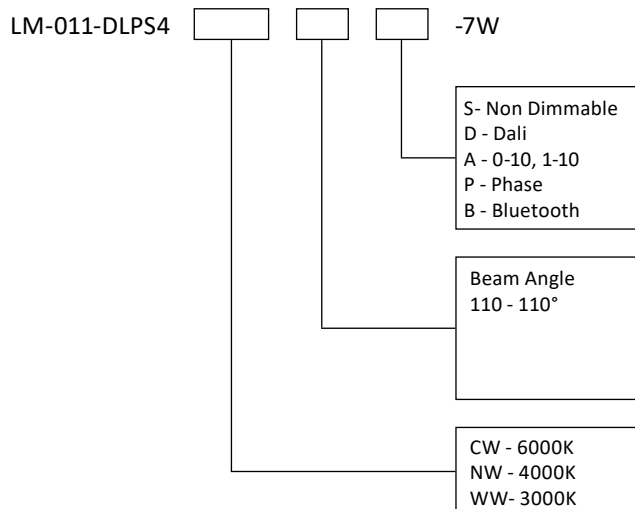 LM-011-DLPS4 -7W
S- Non Dimmable
D - Dali
A - 0-10, 1-10
P - Phase
B - Bluetooth
Beam Angle
110 - 110°
CW - 6000K
NW - 4000K
WW- 3000K